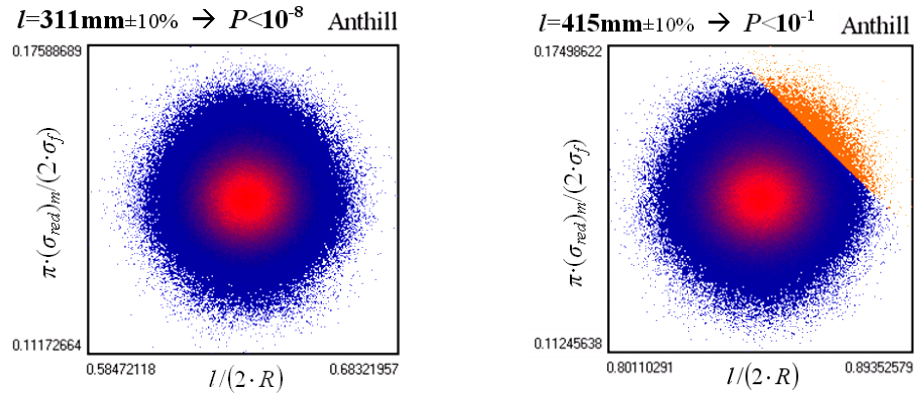 l=311mm±10% → P<10⁻⁸ Anthill
0.17588689
π·(σred)m/(2·σf)
0.11172664
0.58472118 l/(2·R) 0.68321957
l=415mm±10% → P<10⁻¹ Anthill
0.17498622
π·(σred)m/(2·σf)
0.11245638
0.80110291 l/(2·R) 0.89352579